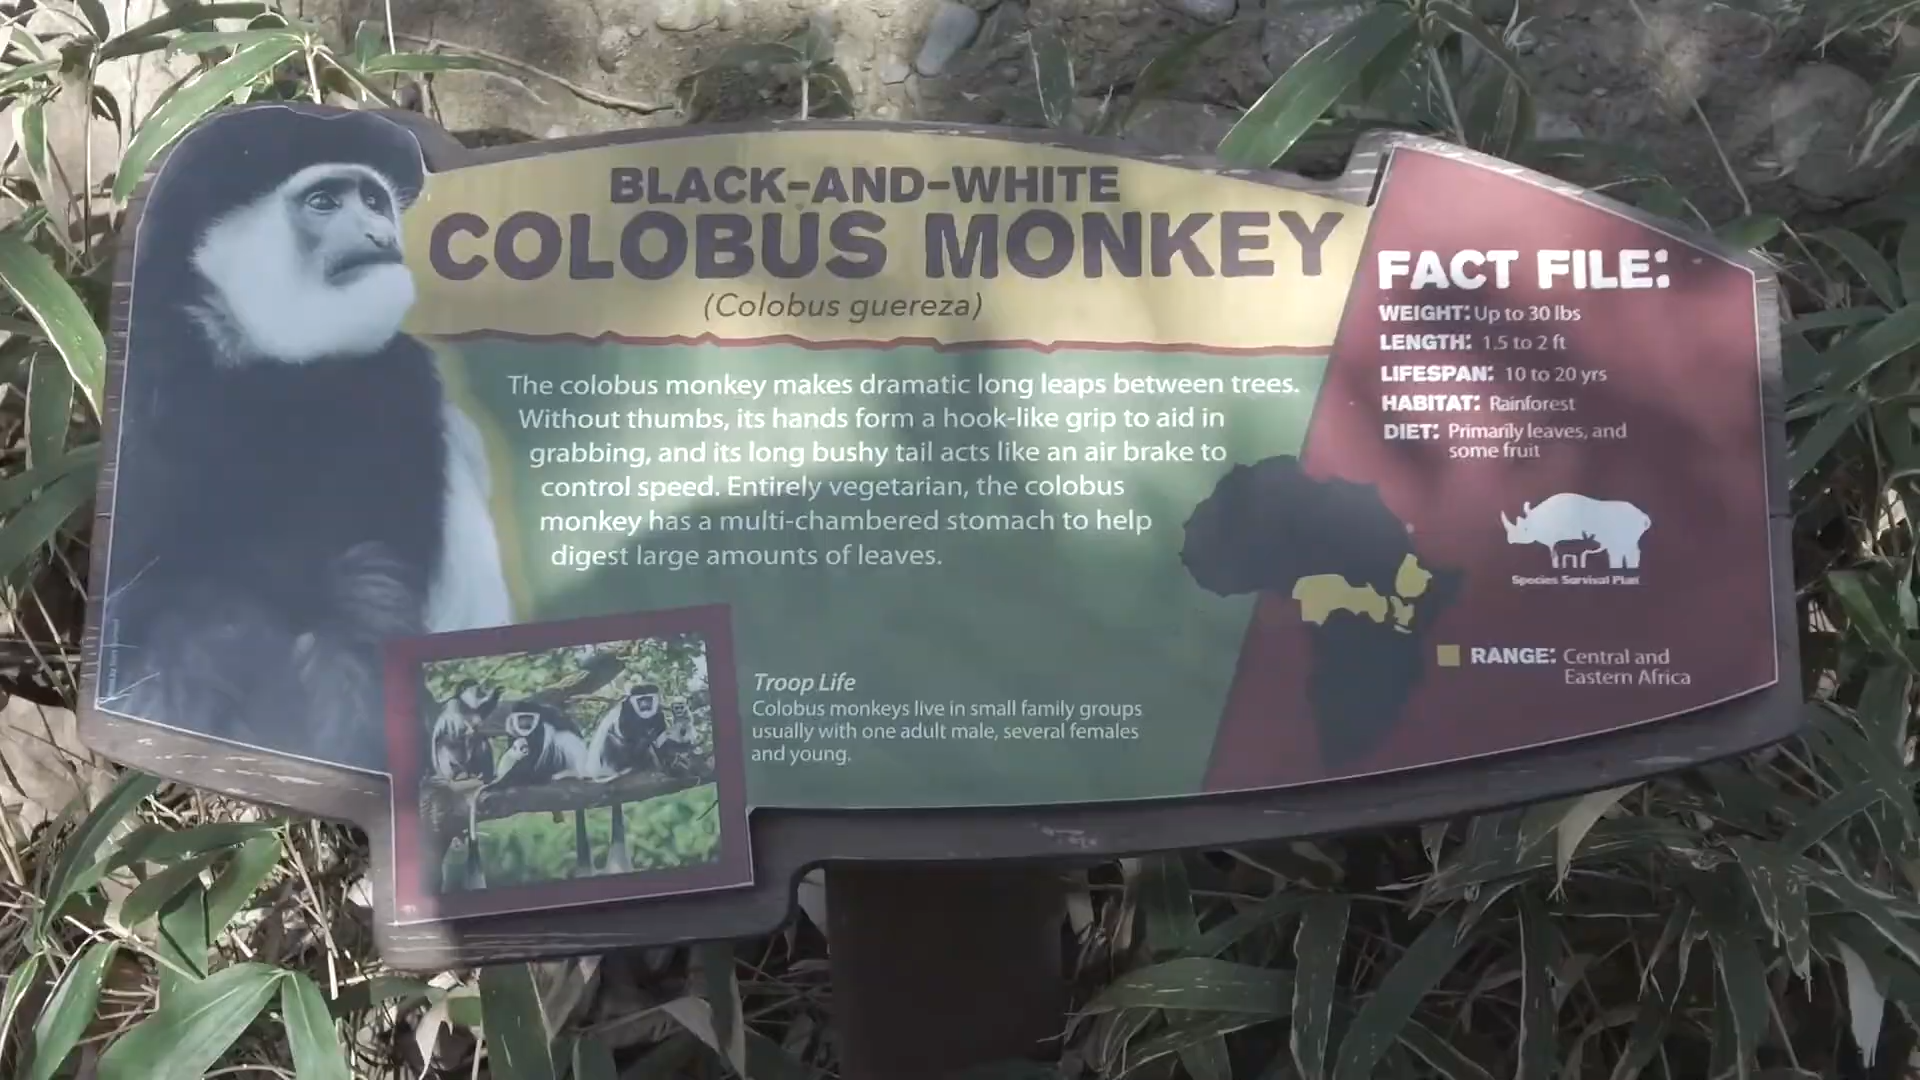 BLACK-AND-WHITE
COLOBUS MONKEY
(Colobus guereza)
The colobus monkey makes dramatic long leaps between trees.
Without thumbs, its hands form a hook-like grip to aid in
grabbing, and its long bushy tail acts like an air brake to
control speed. Entirely vegetarian, the colobus
monkey has a multi-chambered stomach to help
digest large amounts of leaves.
Troop Life
Colobus monkeys live in small family groups
usually with one adult male, several females
and young.
FACT FILE:
WEIGHT: Up to 30 lbs
LENGTH: 1.5 to 2 ft
LIFESPAN: 10 to 20 yrs
HABITAT: Rainforest
DIET: Primarily leaves, and
some fruit
Species Survival Plan
RANGE: Central and
Eastern Africa